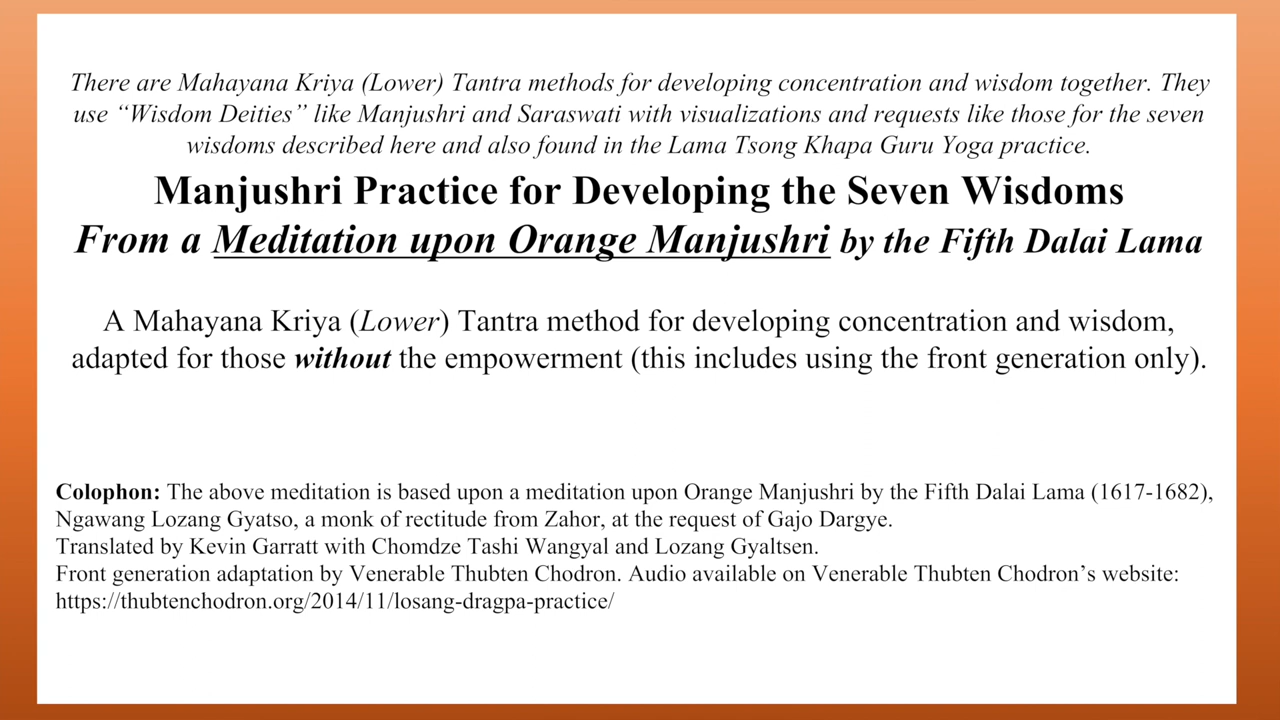 There are Mahayana Kriya (Lower) Tantra methods for developing concentration and wisdom together. They
use “Wisdom Deities” like Manjushri and Saraswati with visualizations and requests like those for the seven
wisdoms described here and also found in the Lama Tsong Khapa Guru Yoga practice.
Manjushri Practice for Developing the Seven Wisdoms
From a Meditation upon Orange Manjushri by the Fifth Dalai Lama
A Mahayana Kriya (Lower) Tantra method for developing concentration and wisdom,
adapted for those without the empowerment (this includes using the front generation only).
Colophon: The above meditation is based upon a meditation upon Orange Manjushri by the Fifth Dalai Lama (1617-1682),
Ngawang Lozang Gyatso, a monk of rectitude from Zahor, at the request of Gajo Dargye.
Translated by Kevin Garratt with Chomdze Tashi Wangyal and Lozang Gyaltsen.
Front generation adaptation by Venerable Thubten Chodron. Audio available on Venerable Thubten Chodron’s website:
https://thubtenchodron.org/2014/11/losang-dragpa-practice/